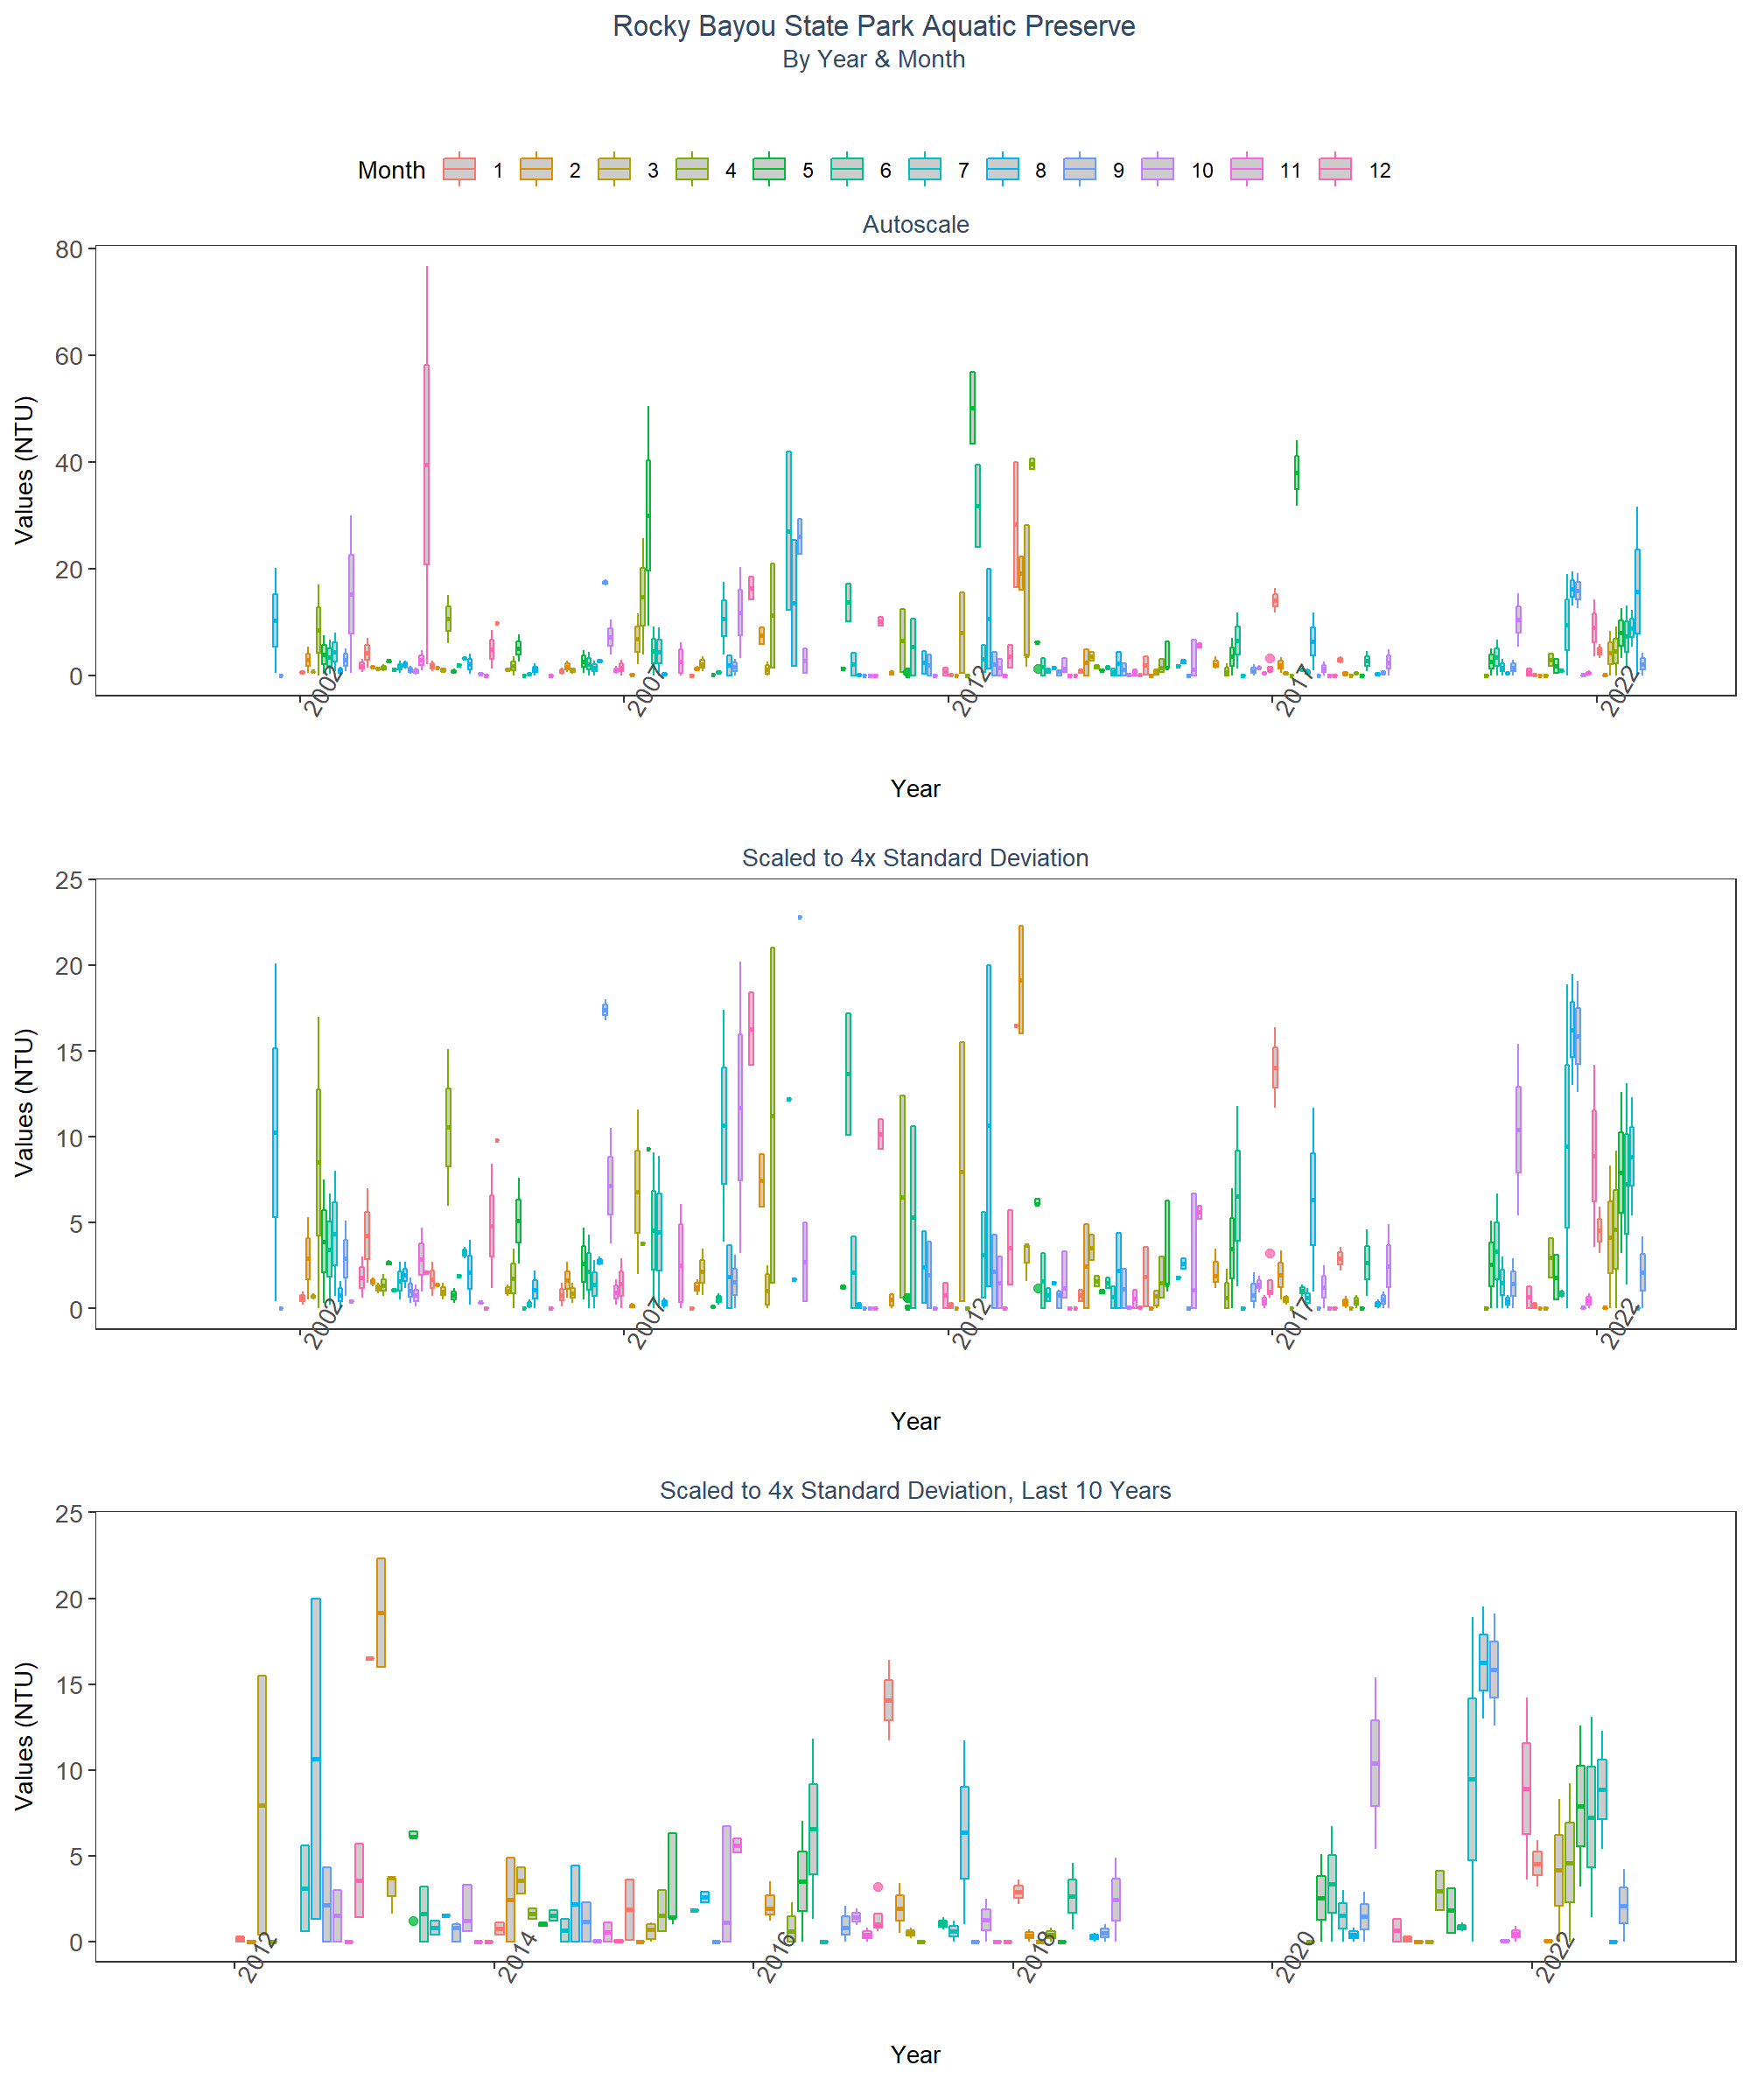 Rocky Bayou State Park Aquatic Preserve
By Year & Month
Month 1 2 3 4 5 6 7 8 9 10 11 12
Autoscale
Values (NTU)
80
60
40
20
0
2002 2007 2012 2017 2022
Year
Scaled to 4x Standard Deviation
Values (NTU)
25
20
15
10
5
0
2002 2007 2012 2017 2022
Year
Scaled to 4x Standard Deviation, Last 10 Years
Values (NTU)
25
20
15
10
5
0
2012 2014 2016 2018 2020 2022
Year